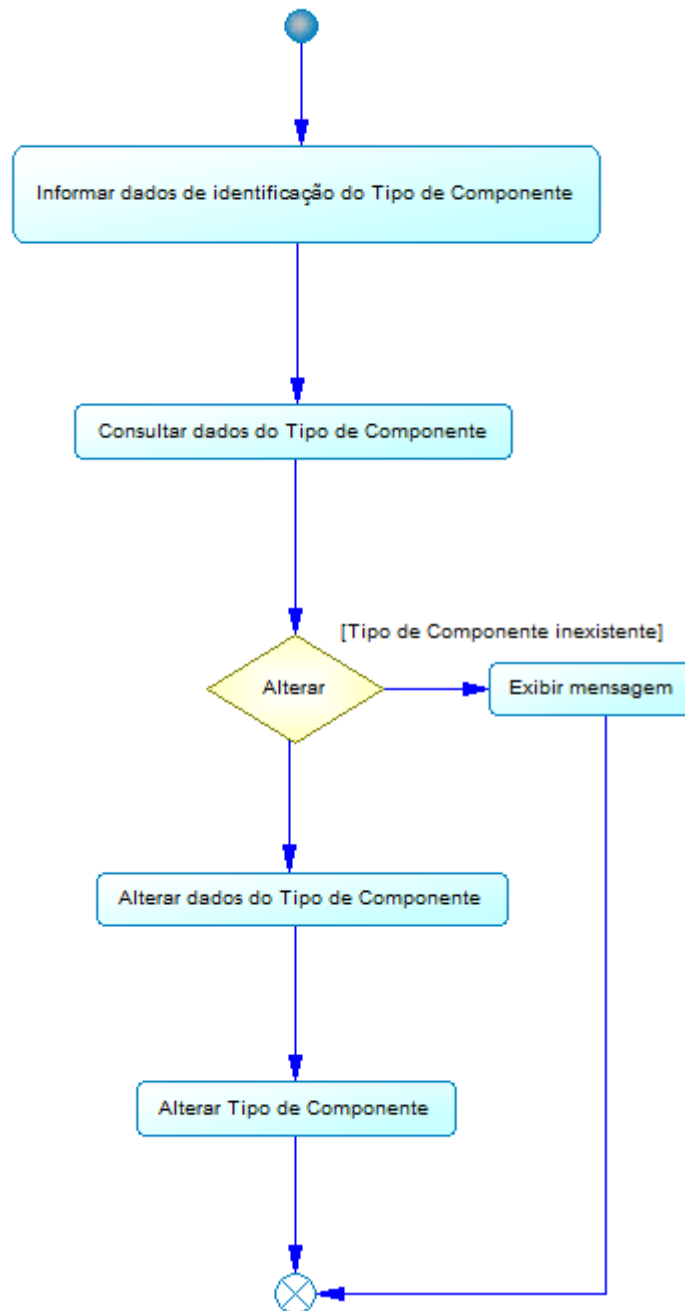 Informar dados de identificação do Tipo de Componente
Consultar dados do Tipo de Componente
[Tipo de Componente inexistente]
Alterar
Exibir mensagem
Alterar dados do Tipo de Componente
Alterar Tipo de Componente